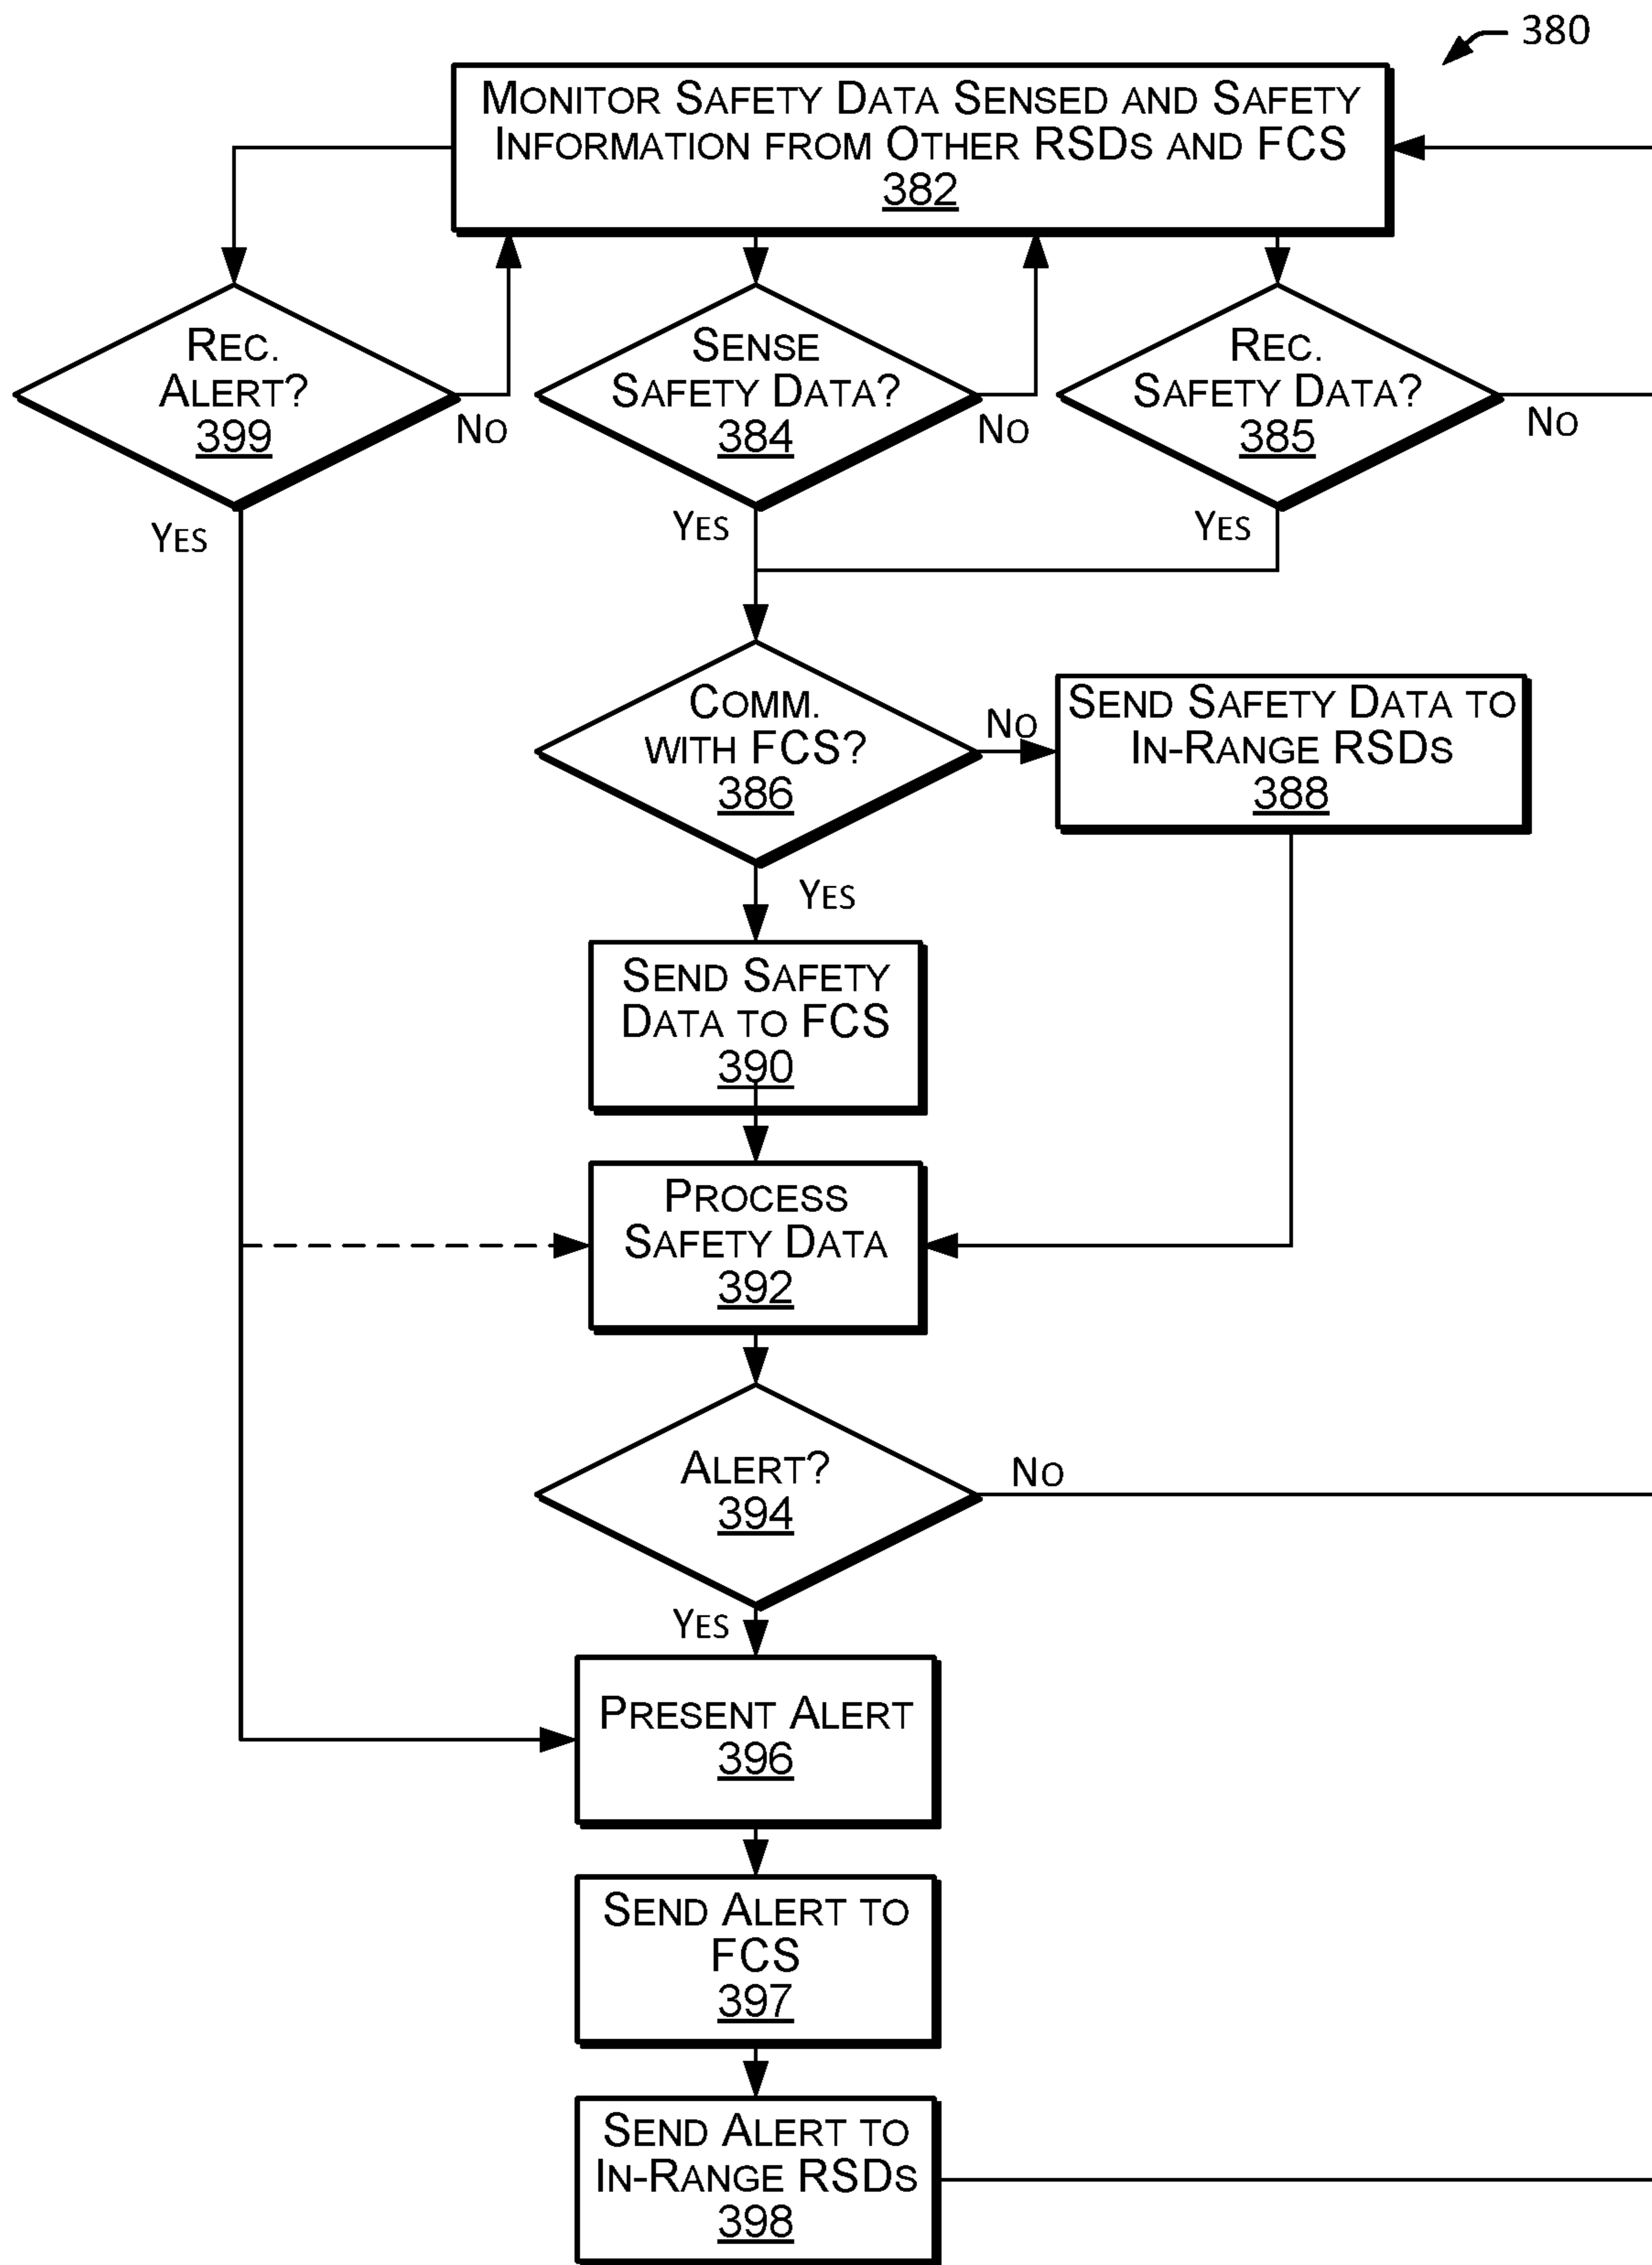 380
MONITOR SAFETY DATA SENSED AND SAFETY
INFORMATION FROM OTHER RSDS AND FCS
382
REC.
ALERT?
399
NO
SENSE
SAFETY DATA?
384
NO
REC.
SAFETY DATA?
385
NO
YES
YES
YES
COMM.
WITH FCS?
386
NO
SEND SAFETY DATA TO
IN-RANGE RSDS
388
YES
SEND SAFETY
DATA TO FCS
390
PROCESS
SAFETY DATA
392
ALERT?
394
NO
YES
PRESENT ALERT
396
SEND ALERT TO
FCS
397
SEND ALERT TO
IN-RANGE RSDS
398